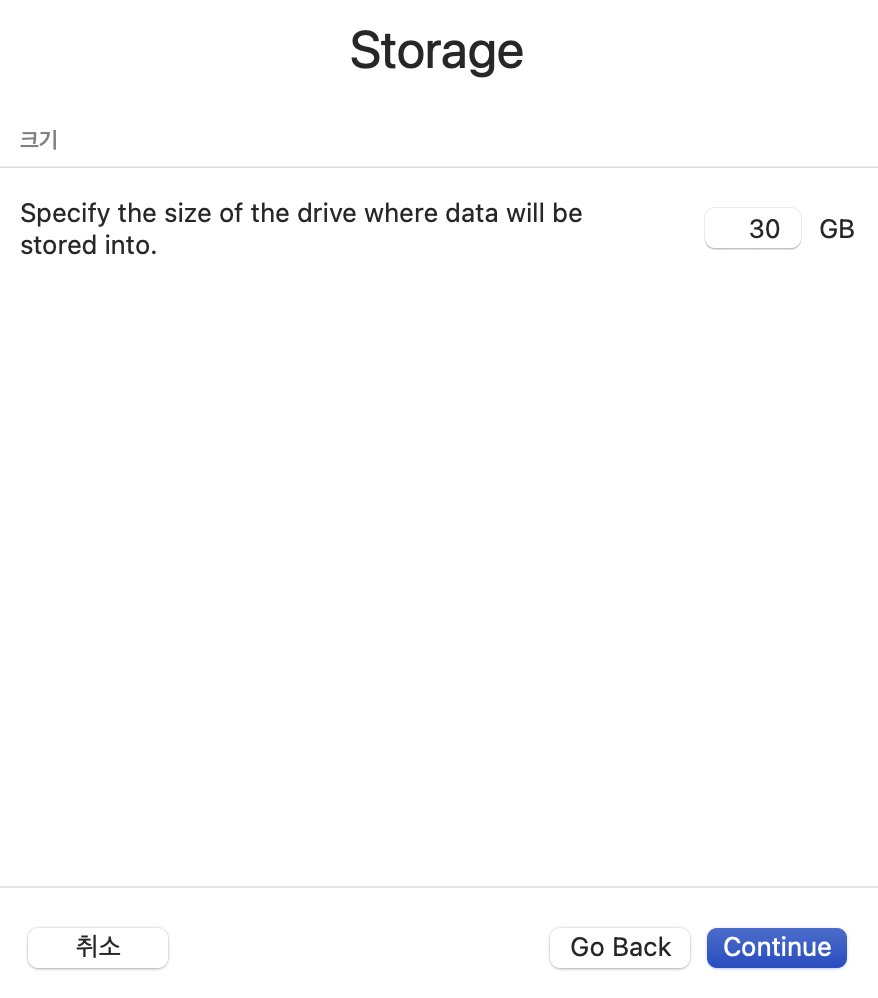 Storage
크기
Specify the size of the drive where data will be
stored into.
30 GB
취소
Go Back
Continue